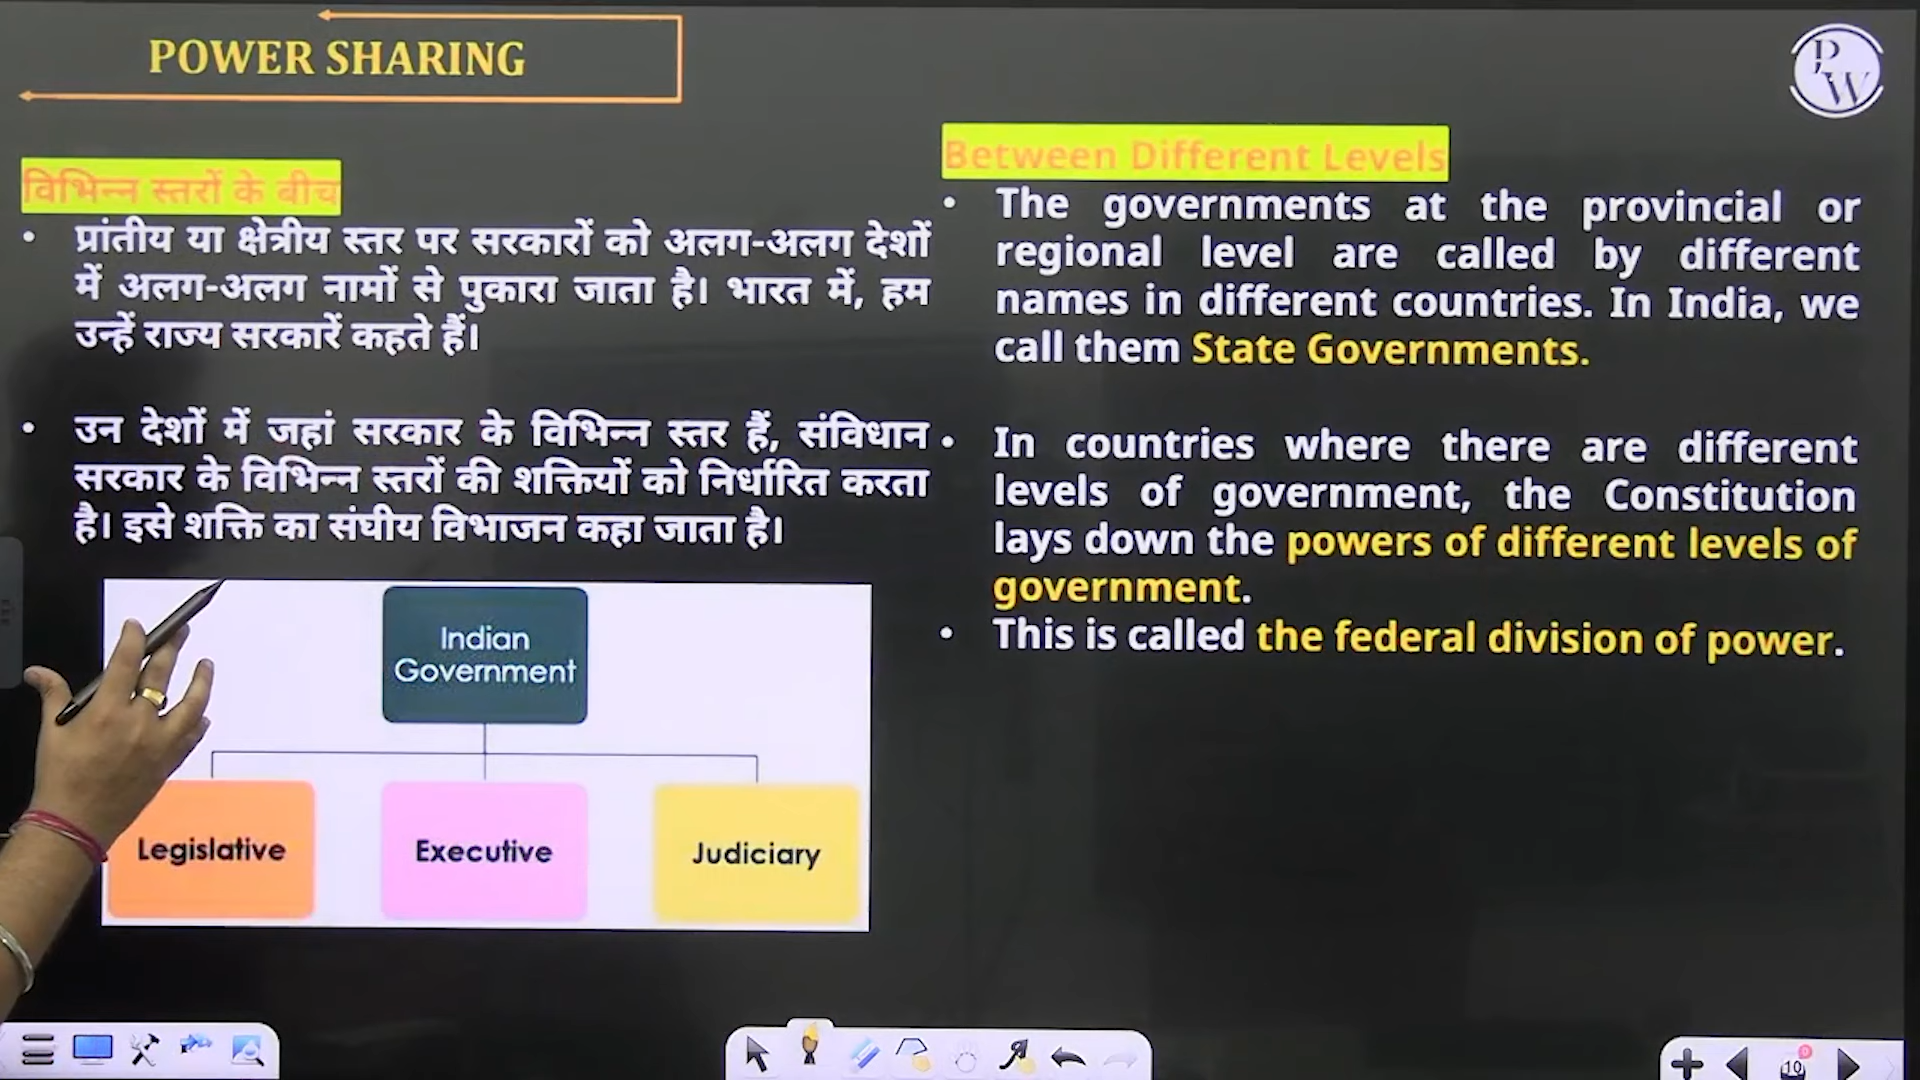 POWER SHARING
PW
विभिन्न स्तरों के बीच
• प्रांतीय या क्षेत्रीय स्तर पर सरकारों को अलग-अलग देशों
में अलग-अलग नामों से पुकारा जाता है। भारत में, हम
उन्हें राज्य सरकारें कहते हैं।
• उन देशों में जहां सरकार के विभिन्न स्तर हैं, संविधान
सरकार के विभिन्न स्तरों की शक्तियों को निर्धारित करता
है। इसे शक्ति का संघीय विभाजन कहा जाता है।
Indian
Government
Legislative
Executive
Judiciary
Between Different Levels
• The governments at the provincial or
regional level are called by different
names in different countries. In India, we
call them State Governments.
• In countries where there are different
levels of government, the Constitution
lays down the powers of different levels of
government.
• This is called the federal division of power.
10
0